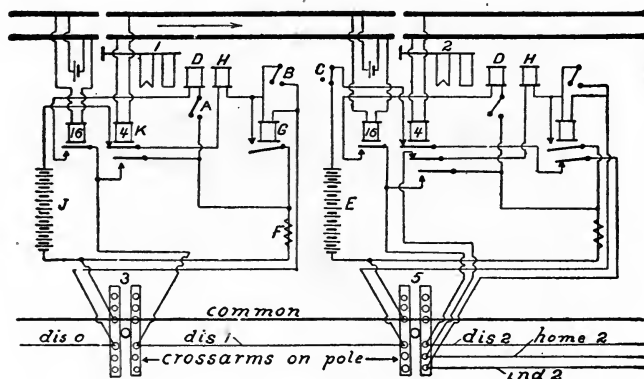 1 D H B 2 D H
C
A
16 4 K G 16 4
J E
F
3 5
common
dis 0 dis 1 dis 2 home 2
crossarms on pole
ind 2